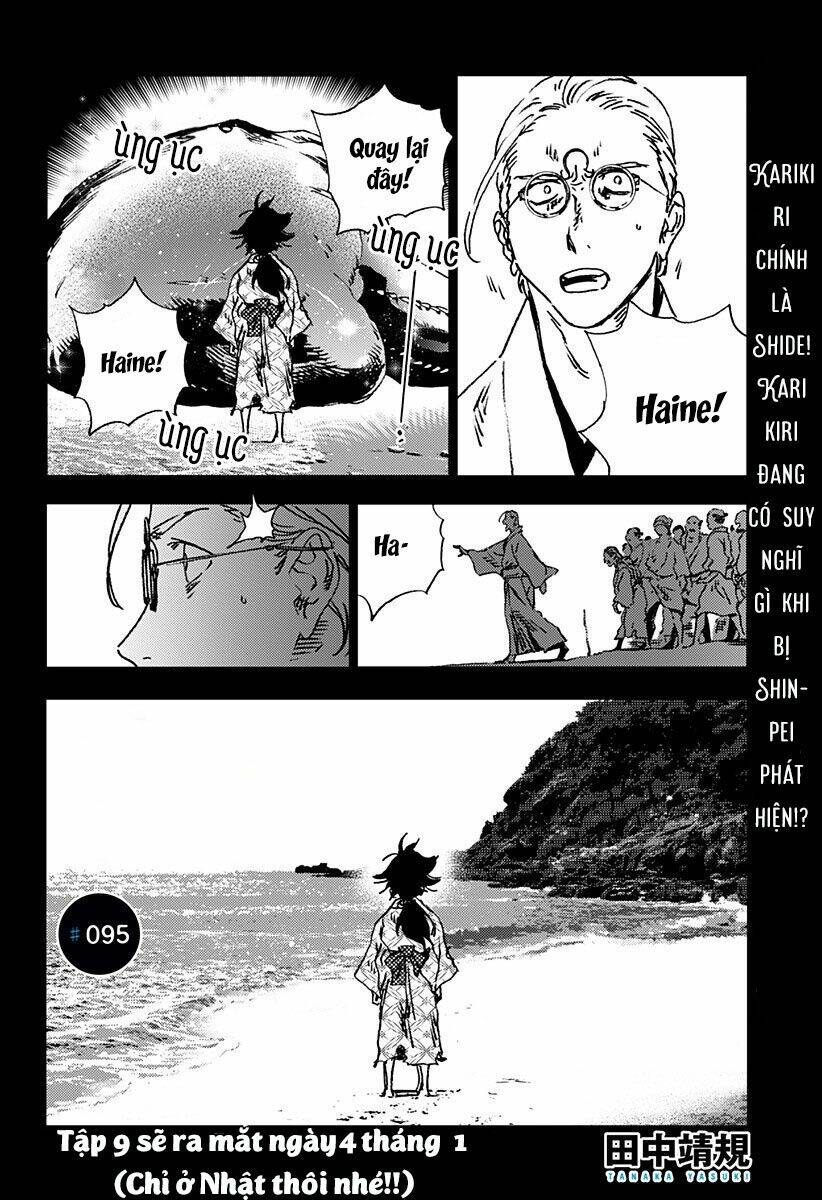 KARIKI
RI
CHÍNH
LÀ
SHIDE!
KARI
KIRI
ĐANG
CÓ SUY
NGHĨ
GÌ KHI
BỊ
SHIN-
PEI
PHÁT
HIỆN!?
Haine!
Quay lại
đây!
ùng ục
ùng ục
Haine!
ùng ục
Ha-
#095
Tập 9 sẽ ra mắt ngày 4 tháng 1
(Chỉ ở Nhật thôi nhé!!)
田中靖規
TANAKA YASUKI